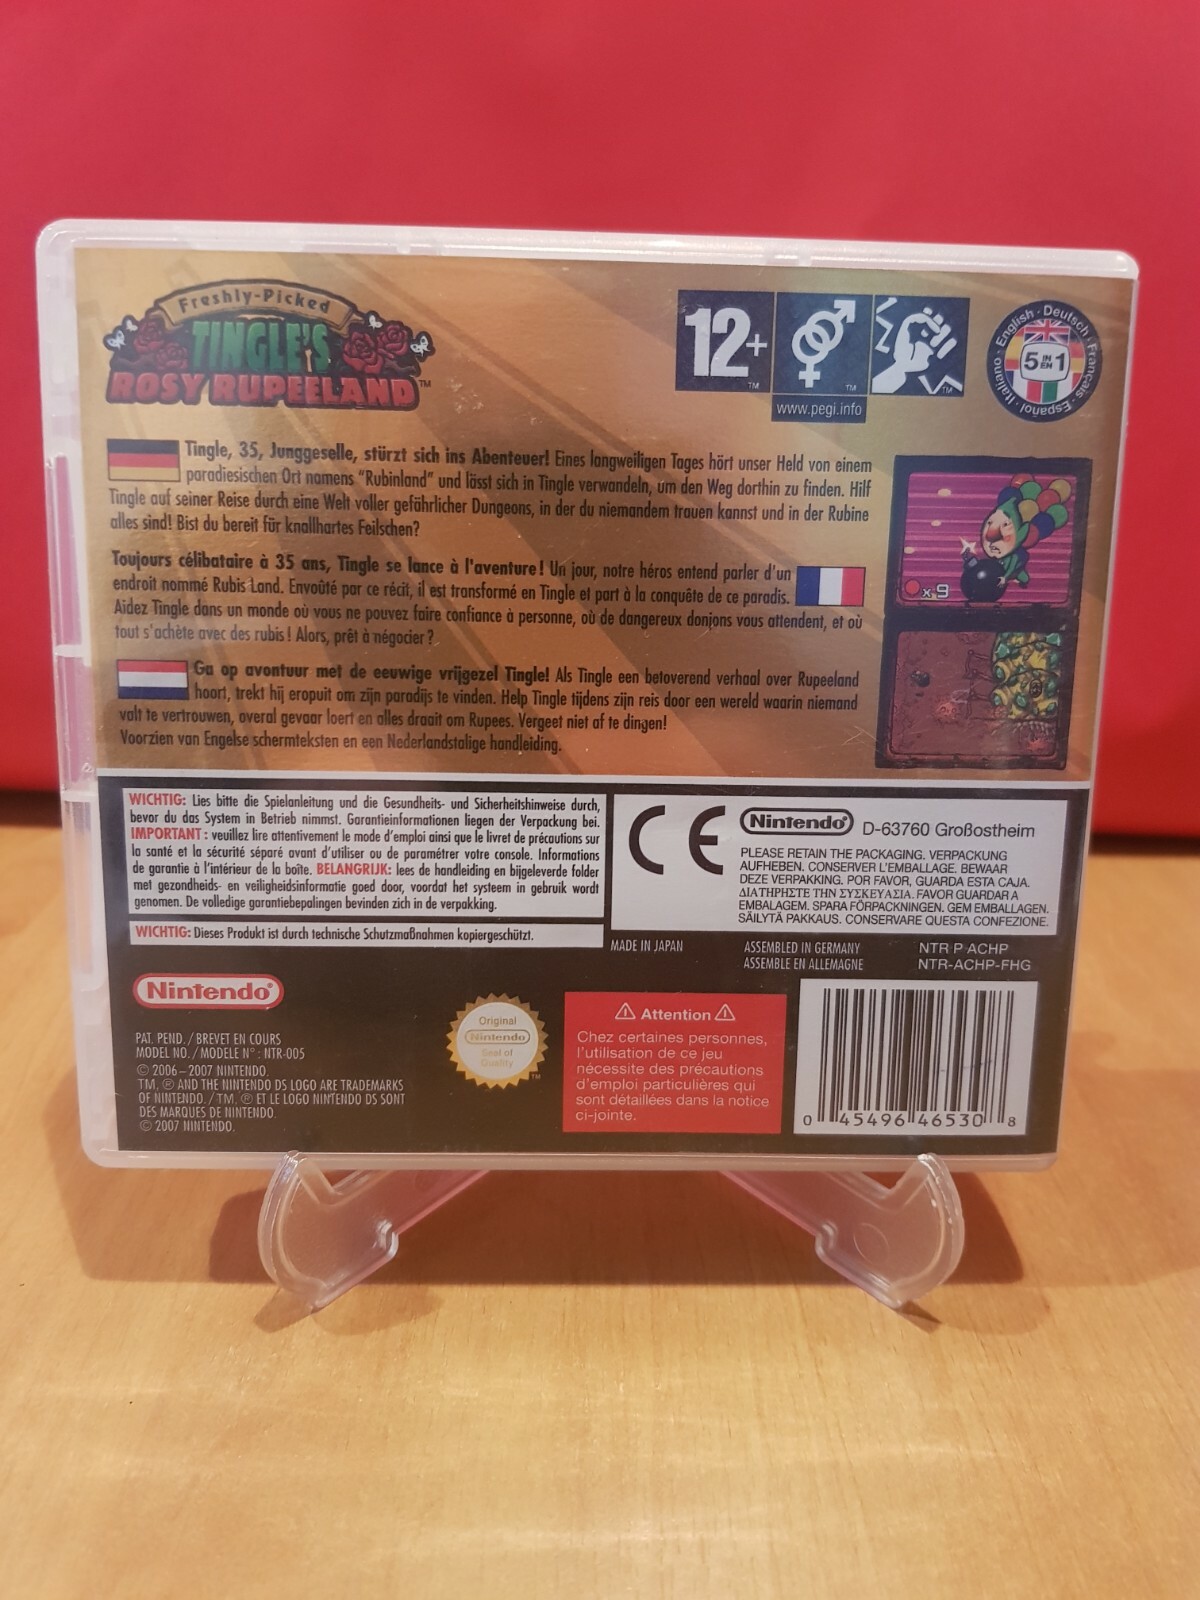 Freshly-Picked
TINGLE'S
ROSY RUPEELAND™
12+
TM
TM
TM
www.pegi.info
English · Deutsch · Français · Español · Italiano
5 IN EN 1
Tingle, 35, Junggeselle, stürzt sich ins Abenteuer! Eines langweiligen Tages hört unser Held von einem
paradiesischen Ort namens "Rubinland" und lässt sich in Tingle verwandeln, um den Weg dorthin zu finden. Hilf
Tingle auf seiner Reise durch eine Welt voller gefährlicher Dungeons, in der du niemandem trauen kannst und in der Rubine
alles sind! Bist du bereit für knallhartes Feilschen?
Toujours célibataire à 35 ans, Tingle se lance à l'aventure! Un jour, notre héros entend parler d'un
endroit nommé Rubis Land. Envoûté par ce récit, il est transformé en Tingle et part à la conquête de ce paradis.
Aidez Tingle dans un monde où vous ne pouvez faire confiance à personne, où de dangereux donjons vous attendent, et où
tout s'achète avec des rubis! Alors, prêt à négocier?
x 9
Ga op avontuur met de eeuwige vrijgezel Tingle! Als Tingle een betoverend verhaal over Rupeeland
hoort, trekt hij eropuit om zijn paradijs te vinden. Help Tingle tijdens zijn reis door een wereld waarin niemand
valt te vertrouwen, overal gevaar loert en alles draait om Rupees. Vergeet niet af te dingen!
Voorzien van Engelse schermteksten en een Nederlandstalige handleiding.
WICHTIG: Lies bitte die Spielanleitung und die Gesundheits- und Sicherheitshinweise durch,
bevor du das System in Betrieb nimmst. Garantieinformationen liegen der Verpackung bei.
IMPORTANT : veuillez lire attentivement le mode d'emploi ainsi que le livret de précautions sur
la santé et la sécurité séparé avant d'utiliser ou de paramétrer votre console. Informations
de garantie à l'intérieur de la boîte. BELANGRIJK: lees de handleiding en bijgeleverde folder
met gezondheids- en veiligheidsinformatie goed door, voordat het systeem in gebruik wordt
genomen. De volledige garantiebepalingen bevinden zich in de verpakking.
WICHTIG: Dieses Produkt ist durch technische Schutzmaßnahmen kopiergeschützt.
CE
Nintendo® D-63760 Großostheim
PLEASE RETAIN THE PACKAGING. VERPACKUNG
AUFHEBEN. CONSERVER L'EMBALLAGE. BEWAAR
DEZE VERPAKKING. POR FAVOR, GUARDA ESTA CAJA.
ΔΙΑΤΗΡΗΣΤΕ ΤΗΝ ΣΥΣΚΕΥΑΣΙΑ. FAVOR GUARDAR A
EMBALAGEM. SPARA FÖRPACKNINGEN. GEM EMBALLAGEN.
SÄILYTÄ PAKKAUS. CONSERVARE QUESTA CONFEZIONE.
MADE IN JAPAN
ASSEMBLED IN GERMANY
ASSEMBLE EN ALLEMAGNE
NTR P ACHP
NTR-ACHP-FHG
Nintendo®
PAT. PEND. / BREVET EN COURS
MODEL NO. / MODÈLE N° : NTR-005
© 2006 – 2007 NINTENDO.
TM, ® AND THE NINTENDO DS LOGO ARE TRADEMARKS
OF NINTENDO. / TM, ® ET LE LOGO NINTENDO DS SONT
DES MARQUES DE NINTENDO.
© 2007 NINTENDO.
Original
Nintendo
Seal of
Quality
TM
Attention
Chez certaines personnes,
l'utilisation de ce jeu
nécessite des précautions
d'emploi particulières qui
sont détaillées dans la notice
ci-jointe.
0 45496 46530 8